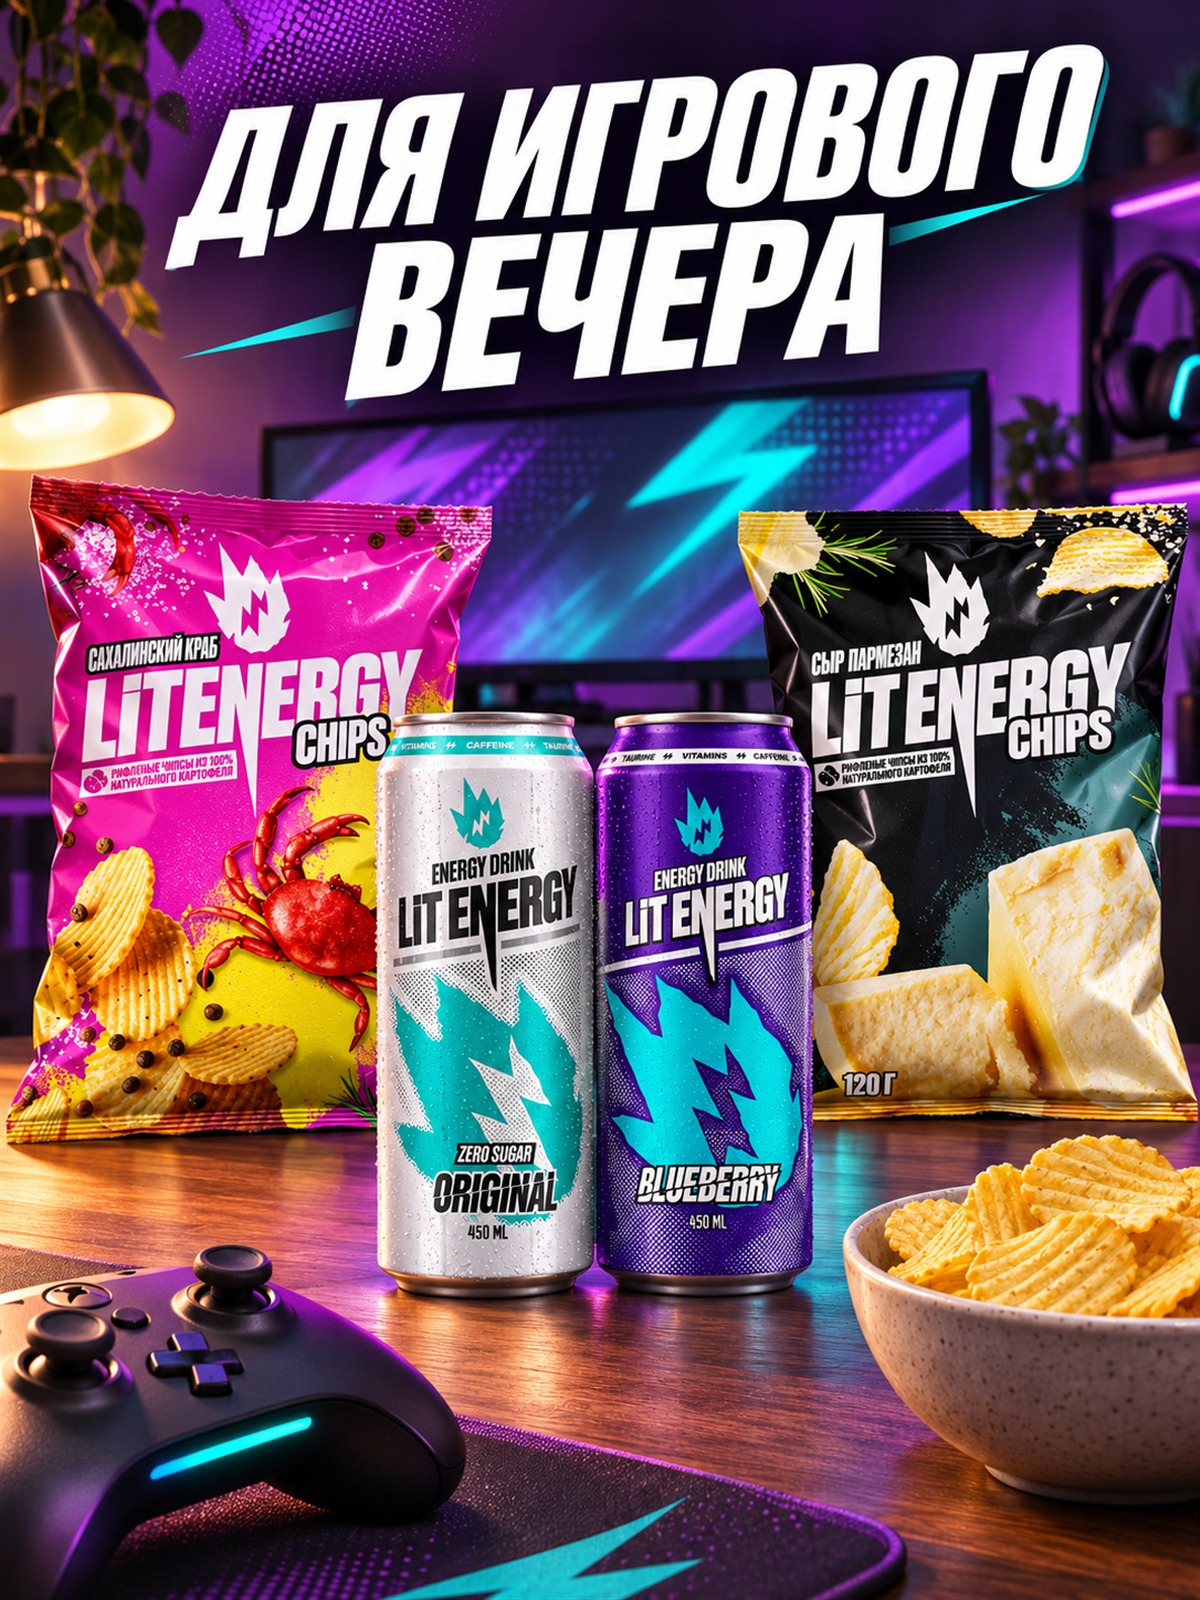 ДЛЯ ИГРОВОГО
ВЕЧЕРА
САХАЛИНСКИЙ КРАБ
LiTENERGY
CHIPS
РИФЛЕНЫЕ ЧИПСЫ ИЗ 100%
НАТУРАЛЬНОГО КАРТОФЕЛЯ
СЫР ПАРМЕЗАН
LiTENERGY
CHIPS
РИФЛЕНЫЕ ЧИПСЫ ИЗ 100%
НАТУРАЛЬНОГО КАРТОФЕЛЯ
120 Г
VITAMINS CAFFEINE
ENERGY DRINK
LiT ENERGY
ZERO SUGAR
ORIGINAL
450 ML
TAURINE VITAMINS CAFFEINE
ENERGY DRINK
LiT ENERGY
BLUEBERRY
450 ML